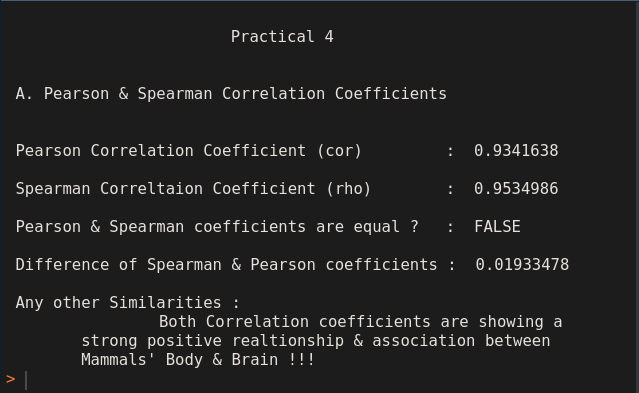 Practical 4
A. Pearson & Spearman Correlation Coefficients
Pearson Correlation Coefficient (cor) : 0.9341638
Spearman Correltaion Coefficient (rho) : 0.9534986
Pearson & Spearman coefficients are equal ? : FALSE
Difference of Spearman & Pearson coefficients : 0.01933478
Any other Similarities :
Both Correlation coefficients are showing a
strong positive realtionship & association between
Mammals' Body & Brain !!!
>